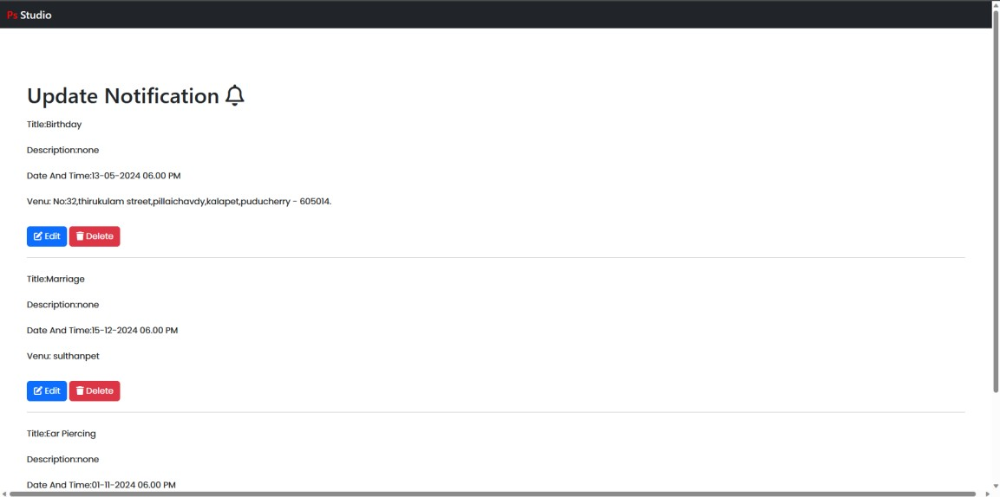 Ps Studio
Update Notification
Title:Birthday
Description:none
Date And Time:13-05-2024 06.00 PM
Venu: No:32,thirukulam street,pillaichavdy,kalapet,puducherry - 605014.
Edit Delete
Title:Marriage
Description:none
Date And Time:15-12-2024 06.00 PM
Venu: sulthanpet
Edit Delete
Title:Ear Piercing
Description:none
Date And Time:01-11-2024 06.00 PM